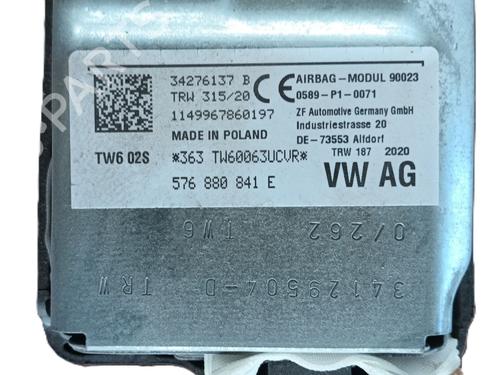 34276137 B
TRW 315/20
1149967860197
CE
AIRBAG-MODUL 90023
0589-P1-0071
ZF Automotive Germany GmbH
Industriestrasse 20
DE-73553 Alfdorf
MADE IN POLAND
TRW 187 2020
TW6 02S
*363 TW60063UCVR*
576 880 841 E
VW AG
0/262
TW6
34129504-D TRW